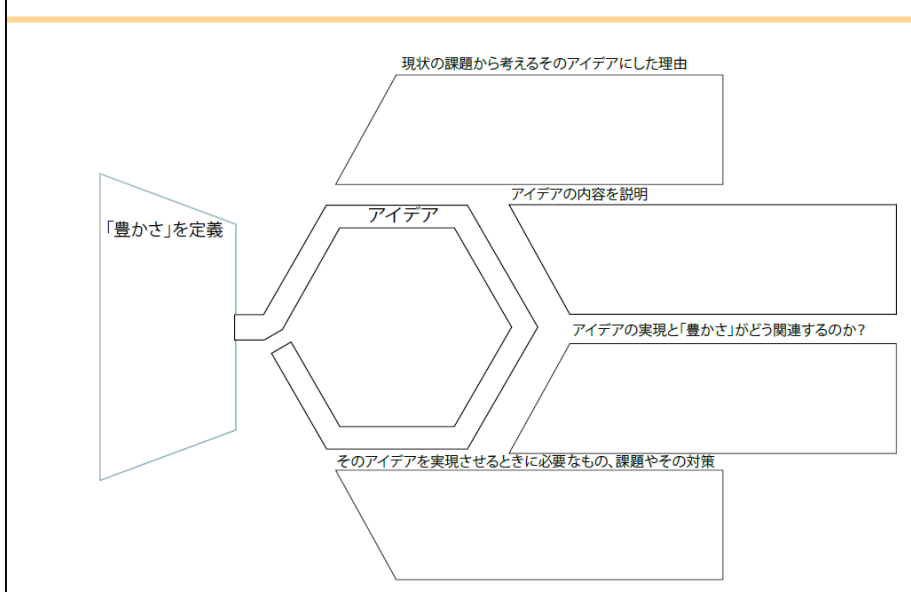 現状の課題から考えるそのアイデアにした理由
アイデアの内容を説明
「豊かさ」を定義
アイデア
アイデアの実現と「豊かさ」がどう関連するのか？
そのアイデアを実現させるときに必要なもの、課題やその対策